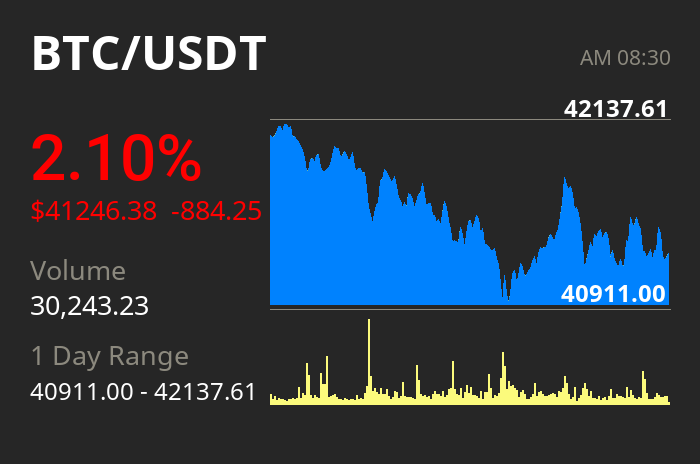 BTC/USDT
AM 08:30
42137.61
2.10%
$41246.38 -884.25
Volume
30,243.23
40911.00
1 Day Range
40911.00 - 42137.61